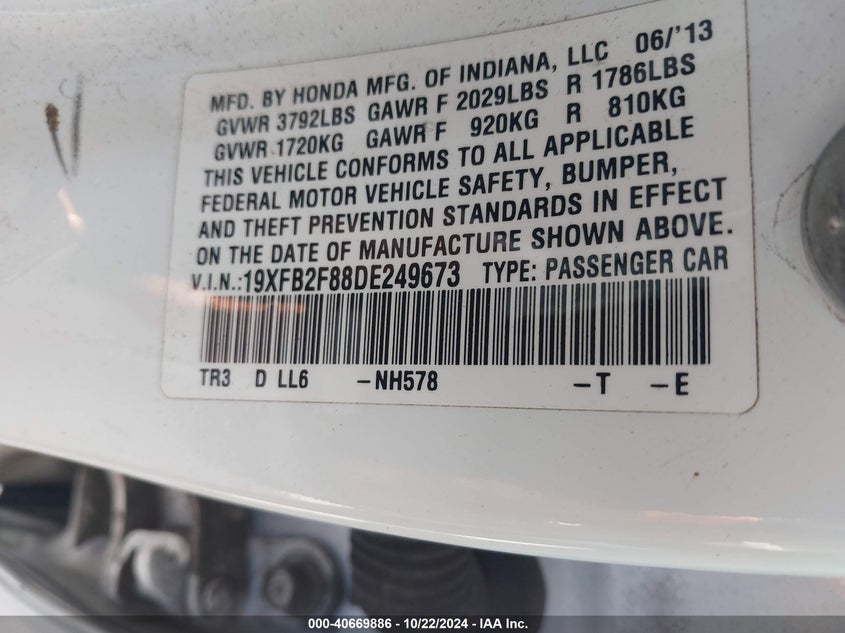 MFD. BY HONDA MFG. OF INDIANA, LLC 06/'13
GVWR 3792LBS GAWR F 2029LBS R 1786LBS
GVWR 1720KG GAWR F 920KG R 810KG
THIS VEHICLE CONFORMS TO ALL APPLICABLE
FEDERAL MOTOR VEHICLE SAFETY, BUMPER,
AND THEFT PREVENTION STANDARDS IN EFFECT
ON THE DATE OF MANUFACTURE SHOWN ABOVE.
V.I.N.:19XFB2F88DE249673 TYPE: PASSENGER CAR
TR3 D LL6 -NH578 -T -E
000-40669886 - 10/22/2024 - IAA Inc.